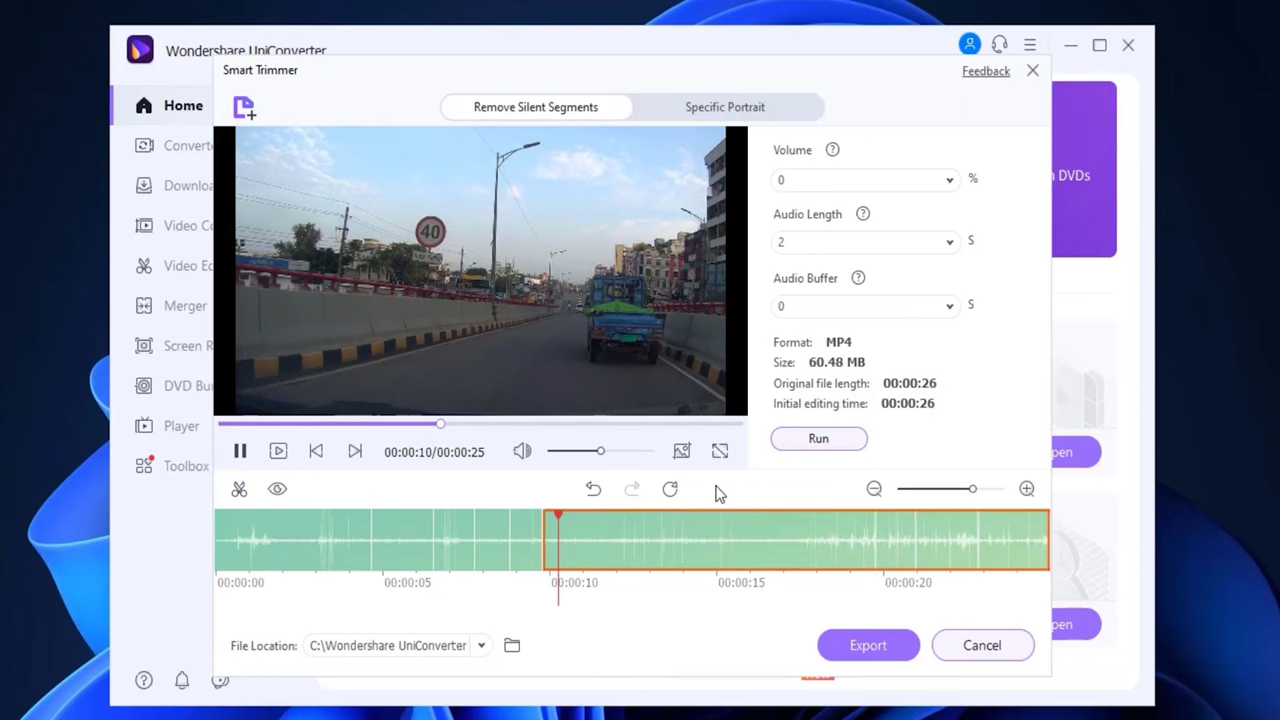 Wondershare UniConverter
Smart Trimmer
Feedback
Home
Remove Silent Segments
Specific Portrait
Converte
Downloa
Video Co
Video Ed
Merger
Screen R
DVD Bur
Player
Toolbox
40
Volume
0
%
Audio Length
2
S
Audio Buffer
0
S
Format: MP4
Size: 60.48 MB
Original file length: 00:00:26
Initial editing time: 00:00:26
Run
DVDs
pen
00:00:10/00:00:25
00:00:00
00:00:05
00:00:10
00:00:15
00:00:20
pen
File Location:
C:\Wondershare UniConverter
Export
Cancel